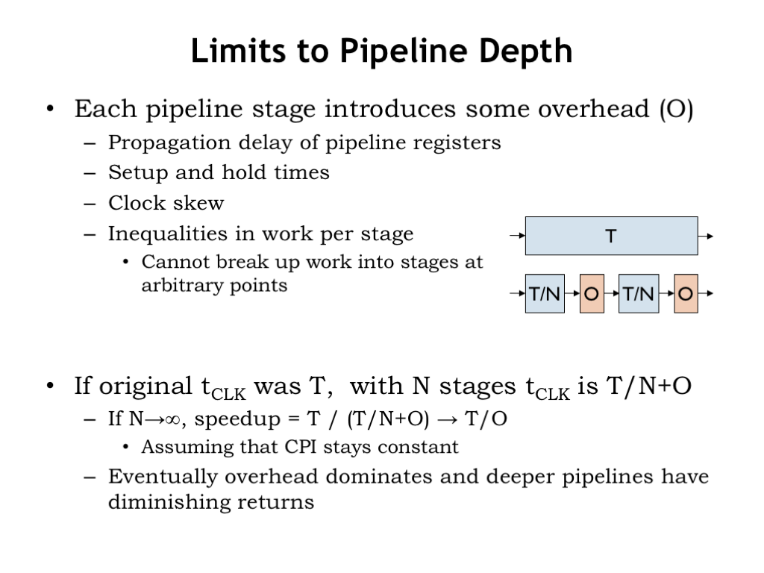 Limits to Pipeline Depth
• Each pipeline stage introduces some overhead (O)
– Propagation delay of pipeline registers
– Setup and hold times
– Clock skew
– Inequalities in work per stage
• Cannot break up work into stages at
arbitrary points
T
T/N O T/N O
• If original tCLK was T, with N stages tCLK is T/N+O
– If N→∞, speedup = T / (T/N+O) → T/O
• Assuming that CPI stays constant
– Eventually overhead dominates and deeper pipelines have
diminishing returns